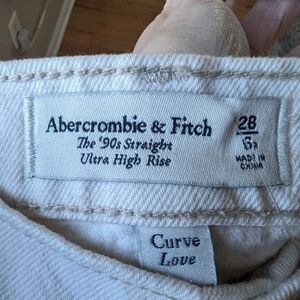 Abercrombie & Fitch
The '90s Straight
Ultra High Rise
28
6R
MADE IN
CHINA
Curve
Love